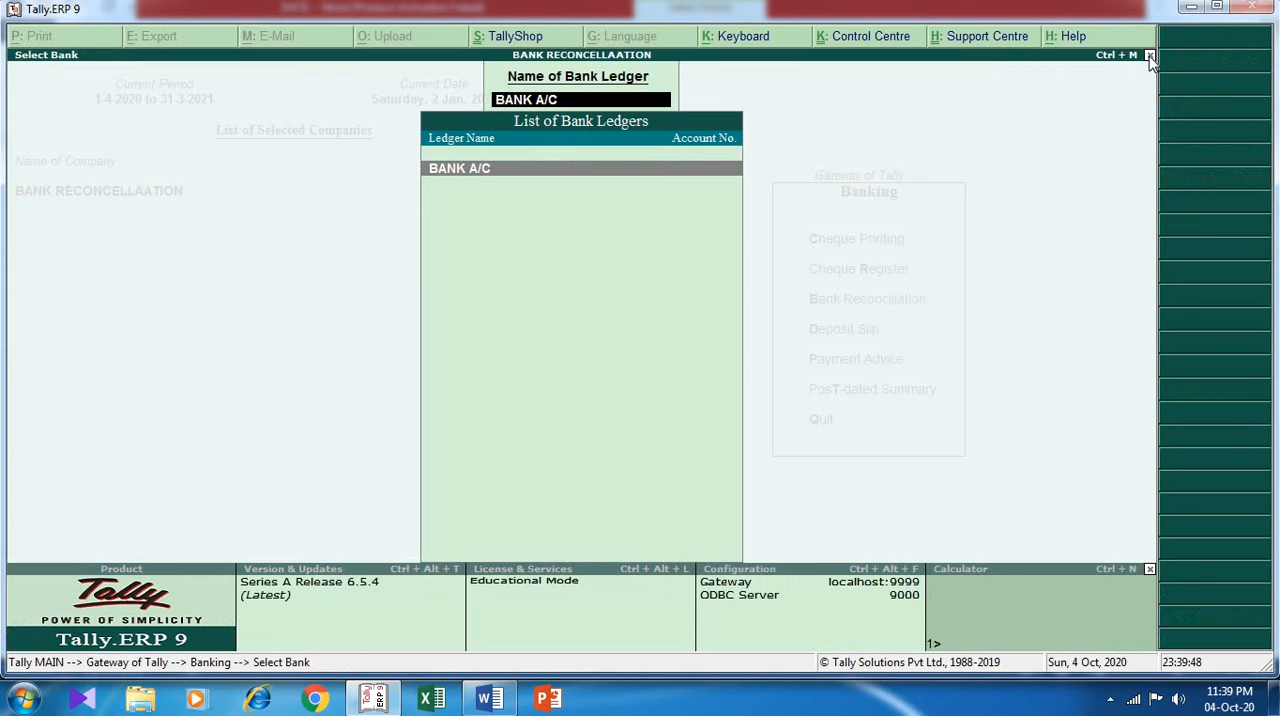 Tally.ERP 9
P: Print
E: Export
M: E-Mail
O: Upload
S: TallyShop
G: Language
K: Keyboard
K: Control Centre
H: Support Centre
H: Help
Select Bank
BANK RECONCELLAATION
Ctrl + M
Current Period
1-4-2020 to 31-3-2021
Current Date
Saturday, 2 Jan, 20
List of Selected Companies
Name of Company
BANK RECONCELLAATION
Name of Bank Ledger
BANK A/C
List of Bank Ledgers
Ledger Name Account No.
BANK A/C
Gateway of Tally
Banking
Cheque Printing
Cheque Register
Bank Reconciliation
Deposit Slip
Payment Advice
PosT-dated Summary
Quit
Product
Tally
POWER OF SIMPLICITY
Tally.ERP 9
Version & Updates Ctrl + Alt + T
Series A Release 6.5.4
(Latest)
License & Services Ctrl + Alt + L
Educational Mode
Configuration Ctrl + Alt + F
Gateway localhost:9999
ODBC Server 9000
Calculator Ctrl + N
1>
Tally MAIN --> Gateway of Tally --> Banking --> Select Bank
© Tally Solutions Pvt Ltd., 1988-2019
Sun, 4 Oct, 2020
23:39:48
11:39 PM
04-Oct-20